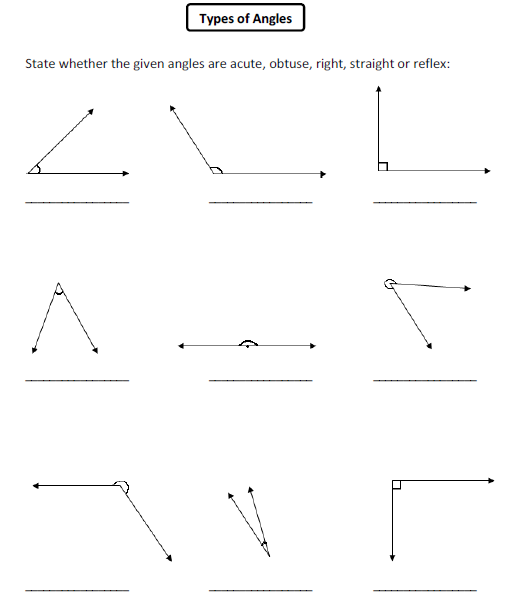 Types of Angles
State whether the given angles are acute, obtuse, right, straight or reflex: